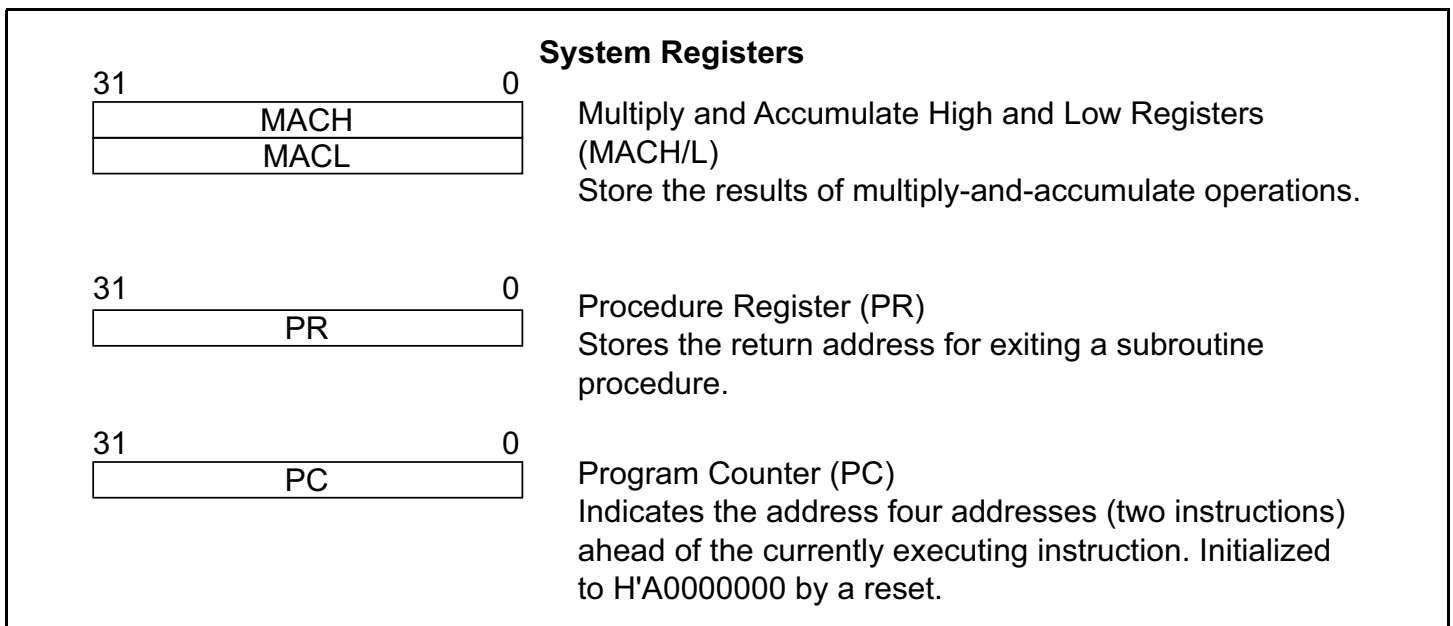 System Registers
31 0
MACH
MACL
Multiply and Accumulate High and Low Registers
(MACH/L)
Store the results of multiply-and-accumulate operations.
31 0
PR
Procedure Register (PR)
Stores the return address for exiting a subroutine
procedure.
31 0
PC
Program Counter (PC)
Indicates the address four addresses (two instructions)
ahead of the currently executing instruction. Initialized
to H'A0000000 by a reset.